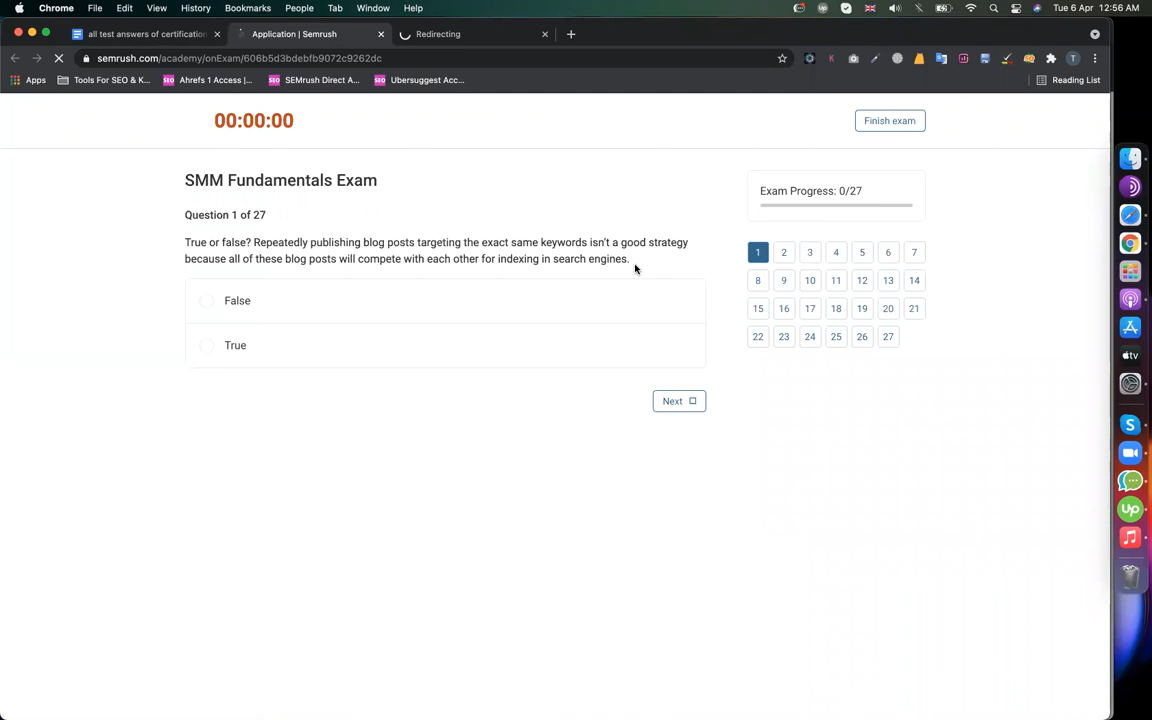 Chrome File Edit View History Bookmarks People Tab Window Help Tue 6 Apr 12:56 AM
all test answers of certification Application | Semrush Redirecting
semrush.com/academy/onExam/606b5d3bdebfb9072c9262dc
Apps Tools For SEO & K... Ahrefs 1 Access |... SEMrush Direct A... Ubersuggest Acc... Reading List
00:00:00 Finish exam
SMM Fundamentals Exam
Exam Progress: 0/27
Question 1 of 27
True or false? Repeatedly publishing blog posts targeting the exact same keywords isn't a good strategy
because all of these blog posts will compete with each other for indexing in search engines.
False
True
Next
1 2 3 4 5 6 7
8 9 10 11 12 13 14
15 16 17 18 19 20 21
22 23 24 25 26 27